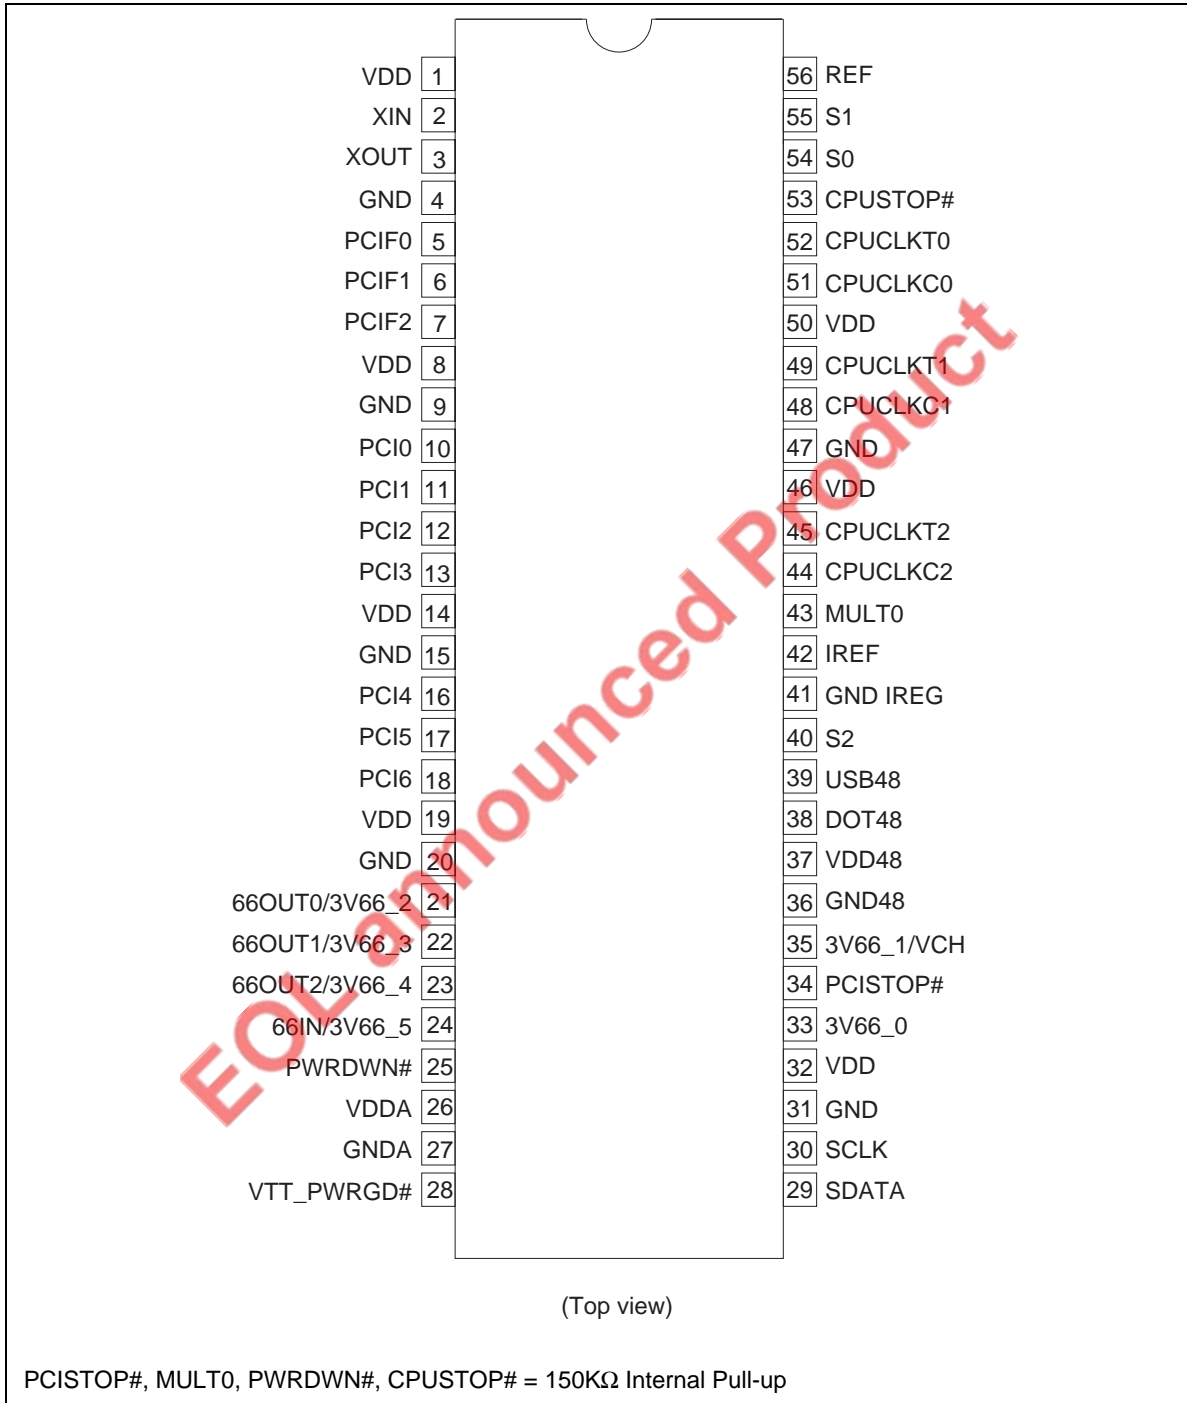 VDD 1 56 REF
XIN 2 55 S1
XOUT 3 54 S0
GND 4 53 CPUSTOP#
PCIF0 5 52 CPUCLKT0
PCIF1 6 51 CPUCLKC0
PCIF2 7 50 VDD
VDD 8 49 CPUCLKT1
GND 9 48 CPUCLKC1
PCI0 10 47 GND
PCI1 11 46 VDD
PCI2 12 45 CPUCLKT2
PCI3 13 44 CPUCLKC2
VDD 14 43 MULT0
GND 15 42 IREF
PCI4 16 41 GND IREG
PCI5 17 40 S2
PCI6 18 39 USB48
VDD 19 38 DOT48
GND 20 37 VDD48
66OUT0/3V66_2 21 36 GND48
66OUT1/3V66_3 22 35 3V66_1/VCH
66OUT2/3V66_4 23 34 PCISTOP#
66IN/3V66_5 24 33 3V66_0
PWRDWN# 25 32 VDD
VDDA 26 31 GND
GNDA 27 30 SCLK
VTT_PWRGD# 28 29 SDATA
EOL announced Product
(Top view)
PCISTOP#, MULT0, PWRDWN#, CPUSTOP# = 150KΩ Internal Pull-up